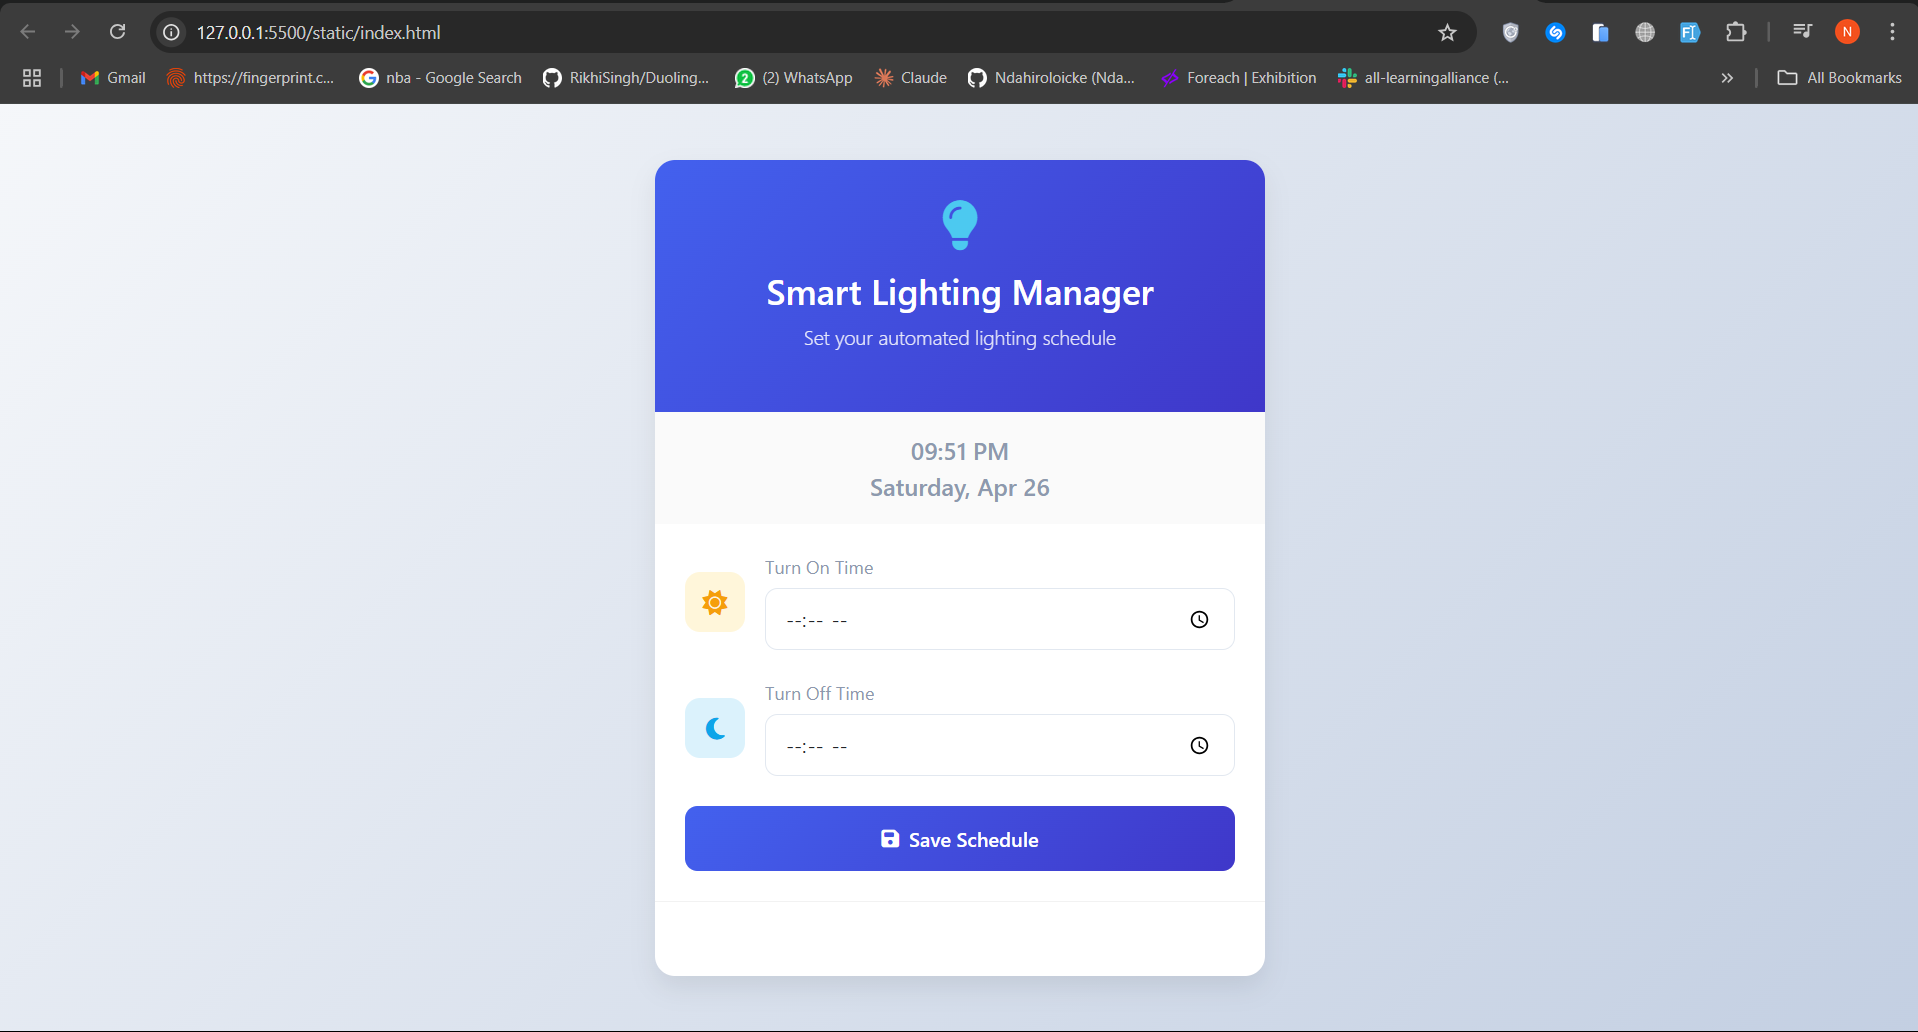 127.0.0.1:5500/static/index.html
N
Gmail
https://fingerprint.c...
nba - Google Search
RikhiSingh/Duoling...
2
(2) WhatsApp
Claude
Ndahiroloicke (Nda...
Foreach | Exhibition
all-learningalliance (...
All Bookmarks
Smart Lighting Manager
Set your automated lighting schedule
09:51 PM
Saturday, Apr 26
Turn On Time
--:-- --
Turn Off Time
--:-- --
Save Schedule